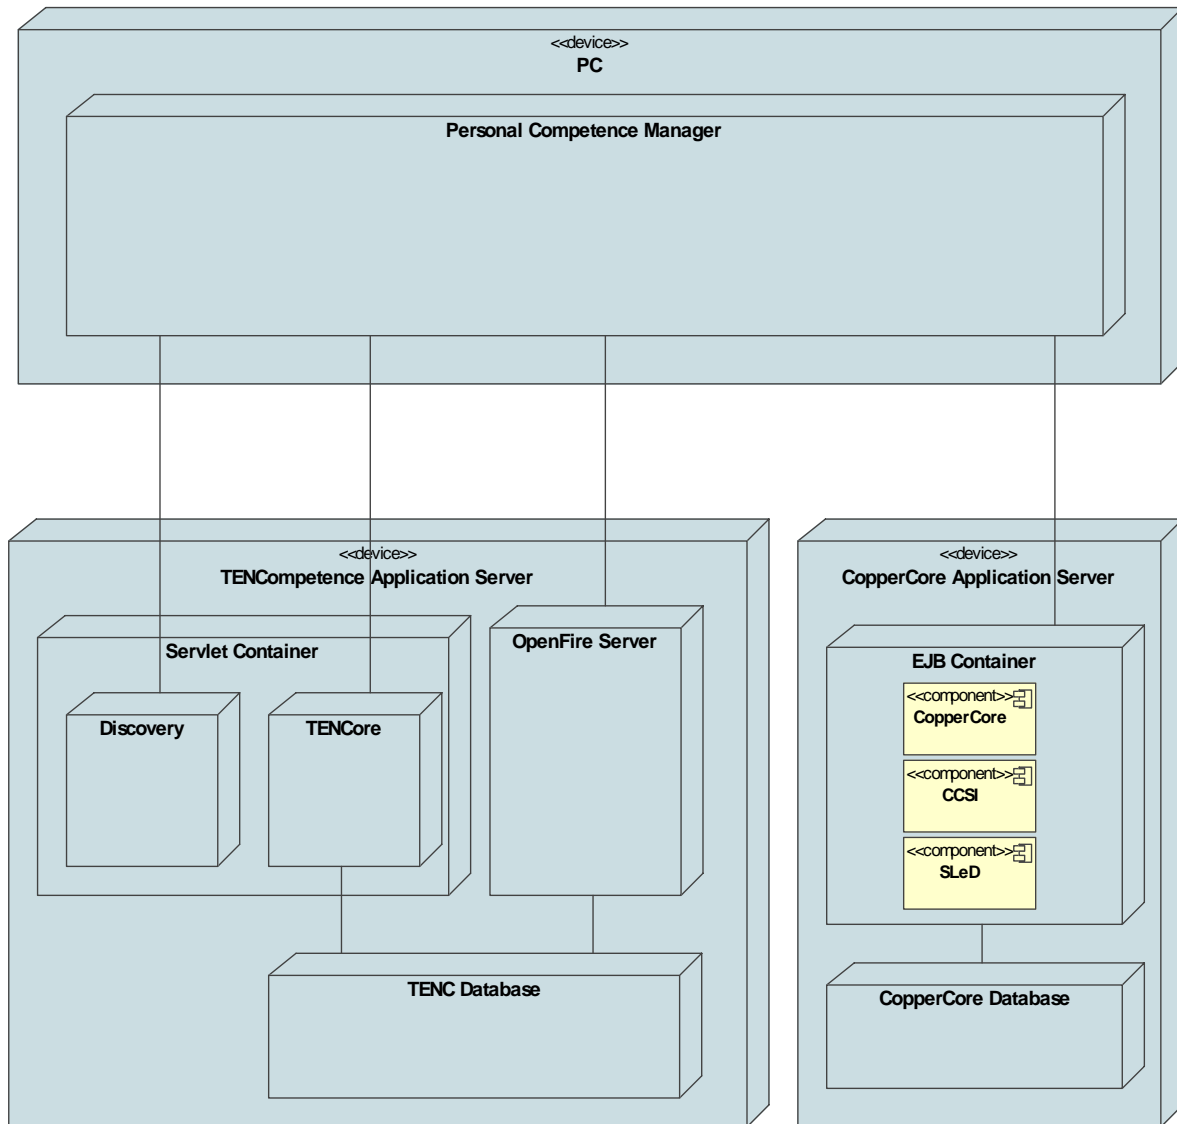 <<device>>
PC
Personal Competence Manager
<<device>>
TENCompetence Application Server
Servlet Container
Discovery
TENCore
OpenFire Server
TENC Database
<<device>>
CopperCore Application Server
EJB Container
<<component>>
CopperCore
<<component>>
CCSI
<<component>>
SLeD
CopperCore Database